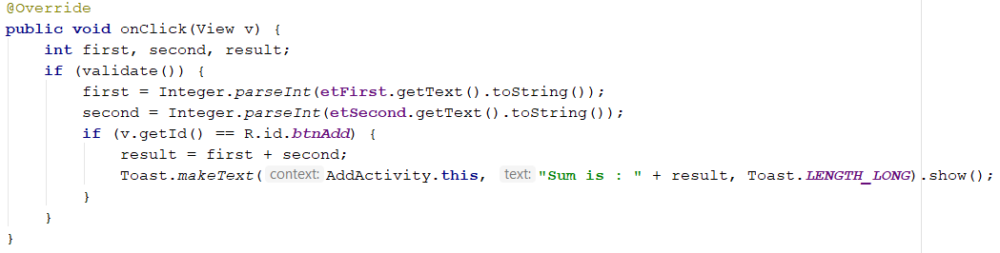 @Override
public void onClick(View v) {
    int first, second, result;
    if (validate()) {
        first = Integer.parseInt(etFirst.getText().toString());
        second = Integer.parseInt(etSecond.getText().toString());
        if (v.getId() == R.id.btnAdd) {
            result = first + second;
            Toast.makeText( context: AddActivity.this, text: "Sum is : " + result, Toast.LENGTH_LONG).show();
        }
    }
}